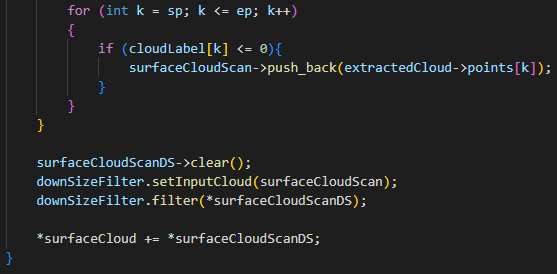 for (int k = sp; k <= ep; k++)
{
if (cloudLabel[k] <= 0){
surfaceCloudScan->push_back(extractedCloud->points[k]);
}
}
}
surfaceCloudScanDS->clear();
downSizeFilter.setInputCloud(surfaceCloudScan);
downSizeFilter.filter(*surfaceCloudScanDS);
*surfaceCloud += *surfaceCloudScanDS;
}